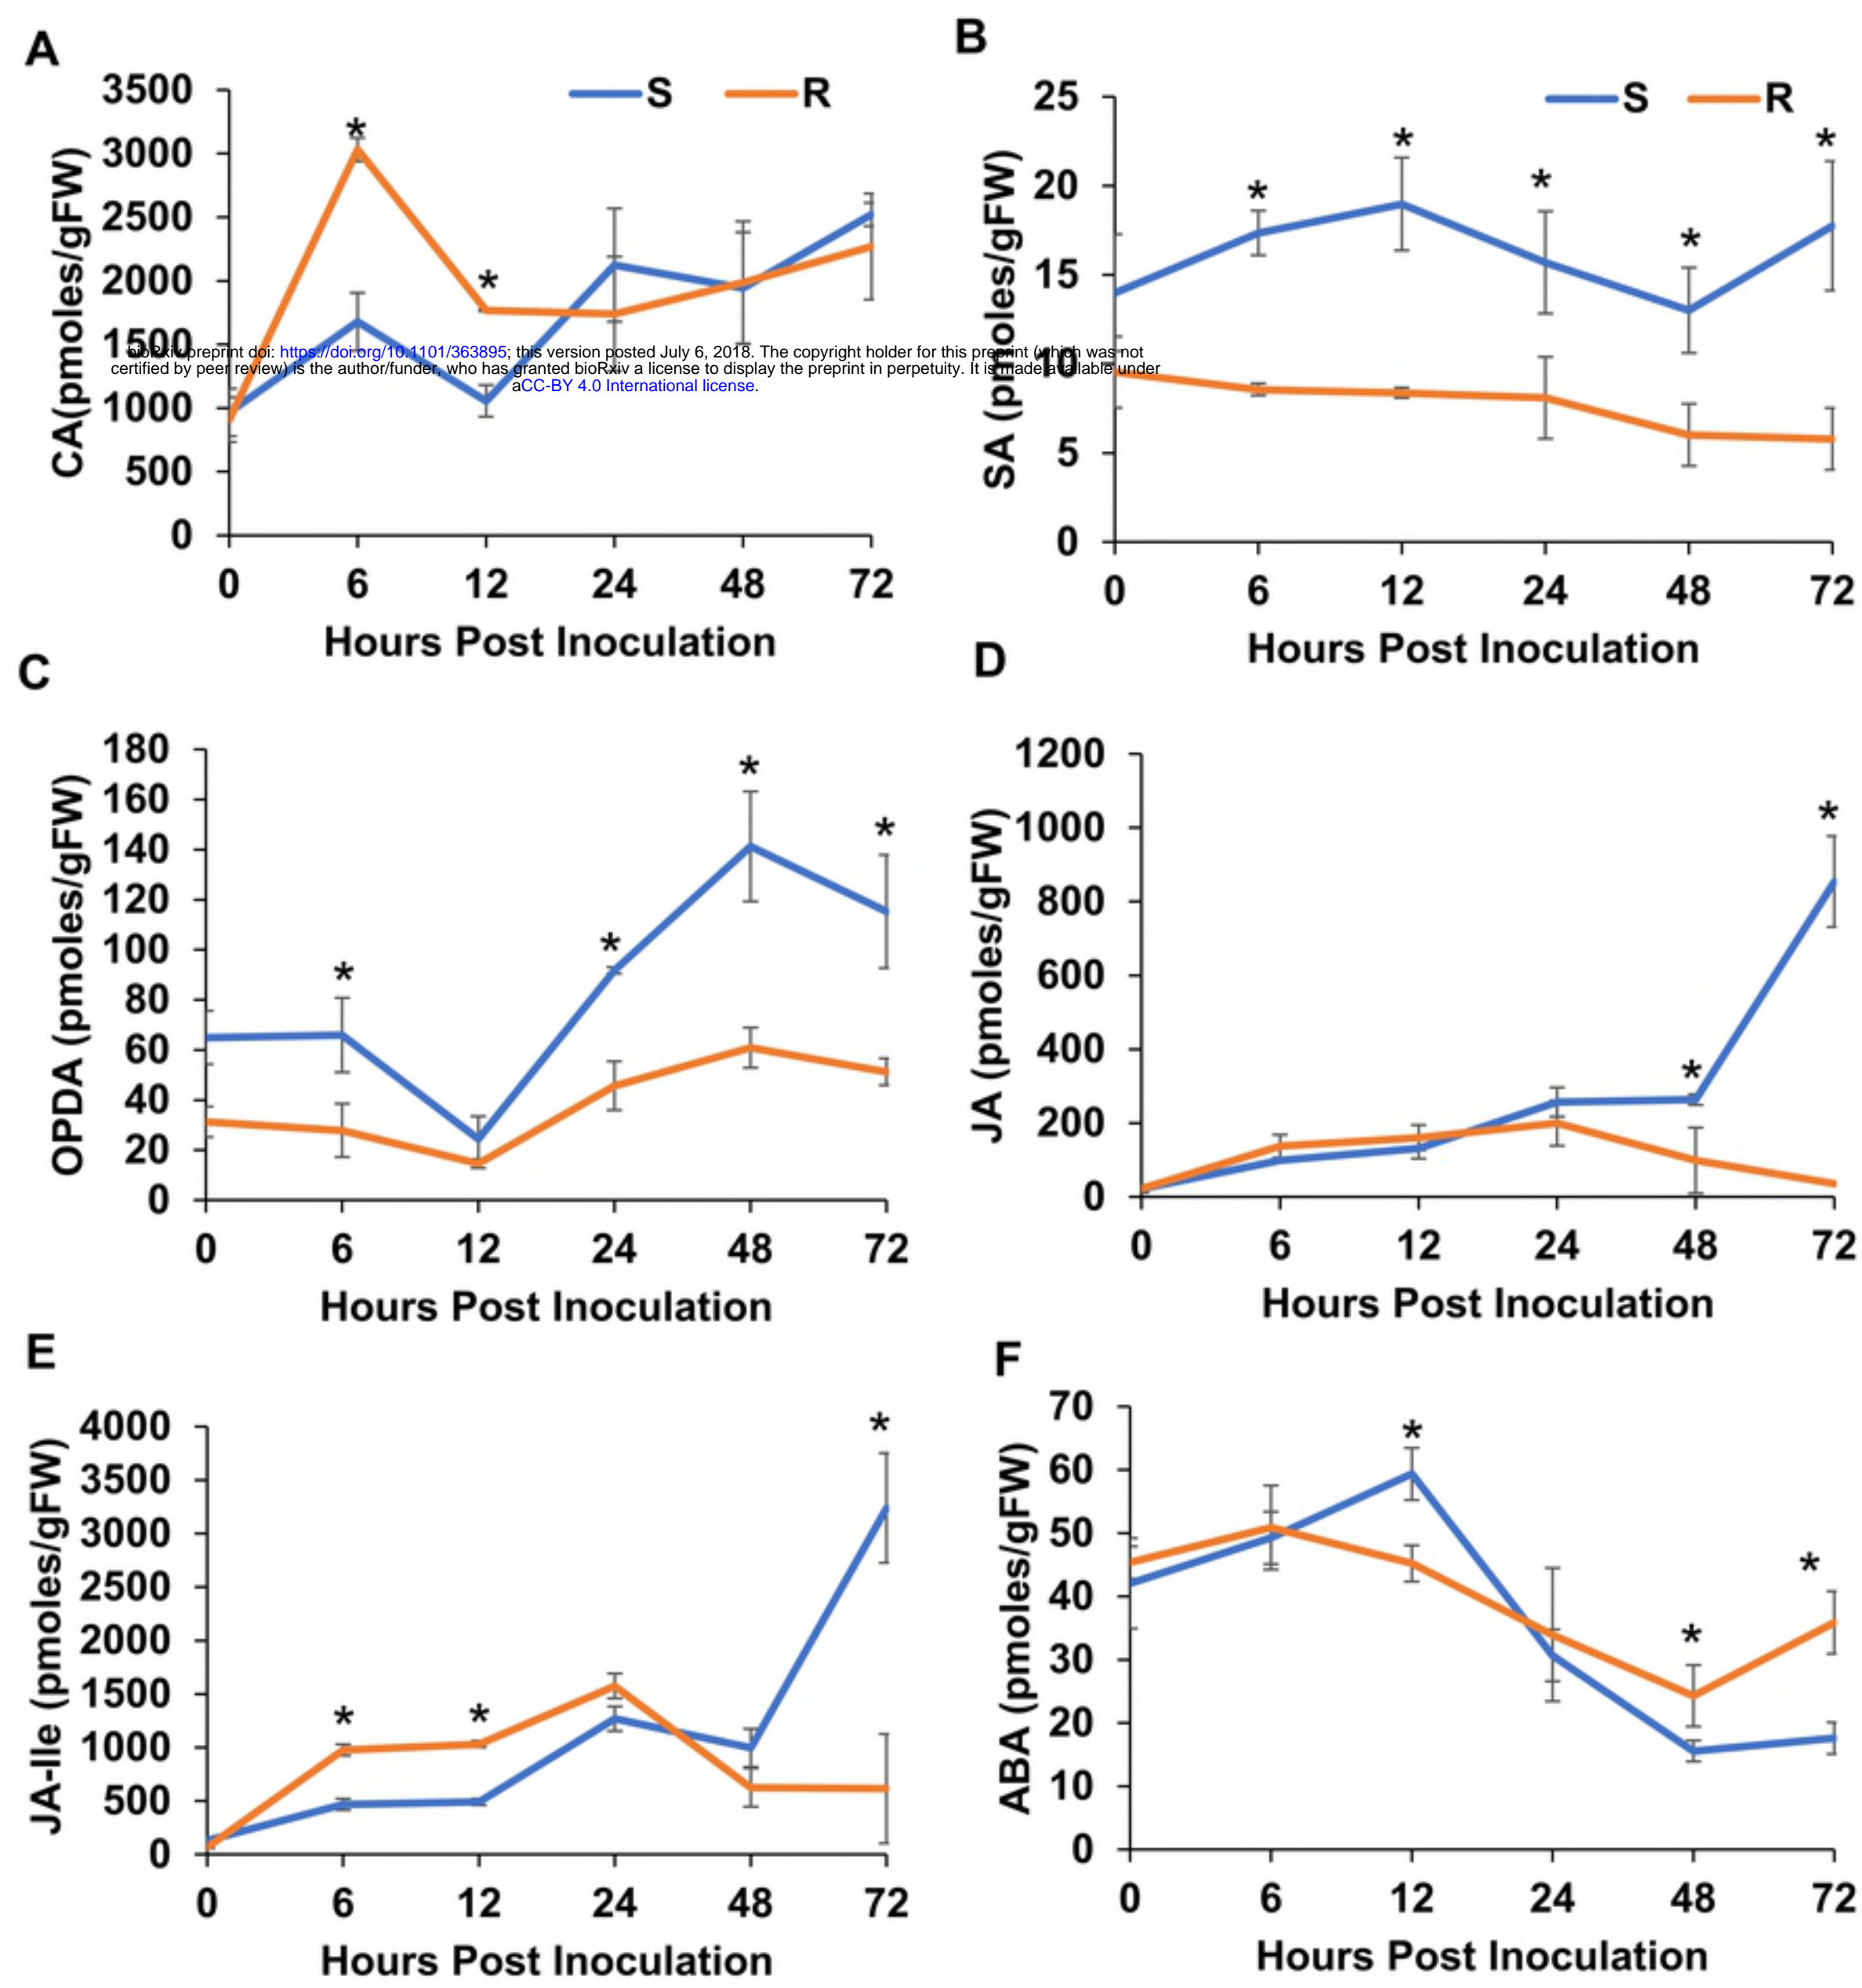 A
B
3500
3000
2500
2000
1500
1000
500
0
CA(pmoles/gFW)
S R
*
*
0 6 12 24 48 72
Hours Post Inoculation
25
20
15
10
5
0
SA (pmoles/gFW)
S R
* * * * *
0 6 12 24 48 72
Hours Post Inoculation
bioRxiv preprint doi: https://doi.org/10.1101/363895; this version posted July 6, 2018. The copyright holder for this preprint (which was not
certified by peer review) is the author/funder, who has granted bioRxiv a license to display the preprint in perpetuity. It is made available under
aCC-BY 4.0 International license.
C
180
160
140
120
100
80
60
40
20
0
OPDA (pmoles/gFW)
* * * *
0 6 12 24 48 72
Hours Post Inoculation
D
1200
1000
800
600
400
200
0
JA (pmoles/gFW)
* *
0 6 12 24 48 72
Hours Post Inoculation
E
4000
3500
3000
2500
2000
1500
1000
500
0
JA-Ile (pmoles/gFW)
* * *
0 6 12 24 48 72
Hours Post Inoculation
F
70
60
50
40
30
20
10
0
ABA (pmoles/gFW)
* * *
0 6 12 24 48 72
Hours Post Inoculation